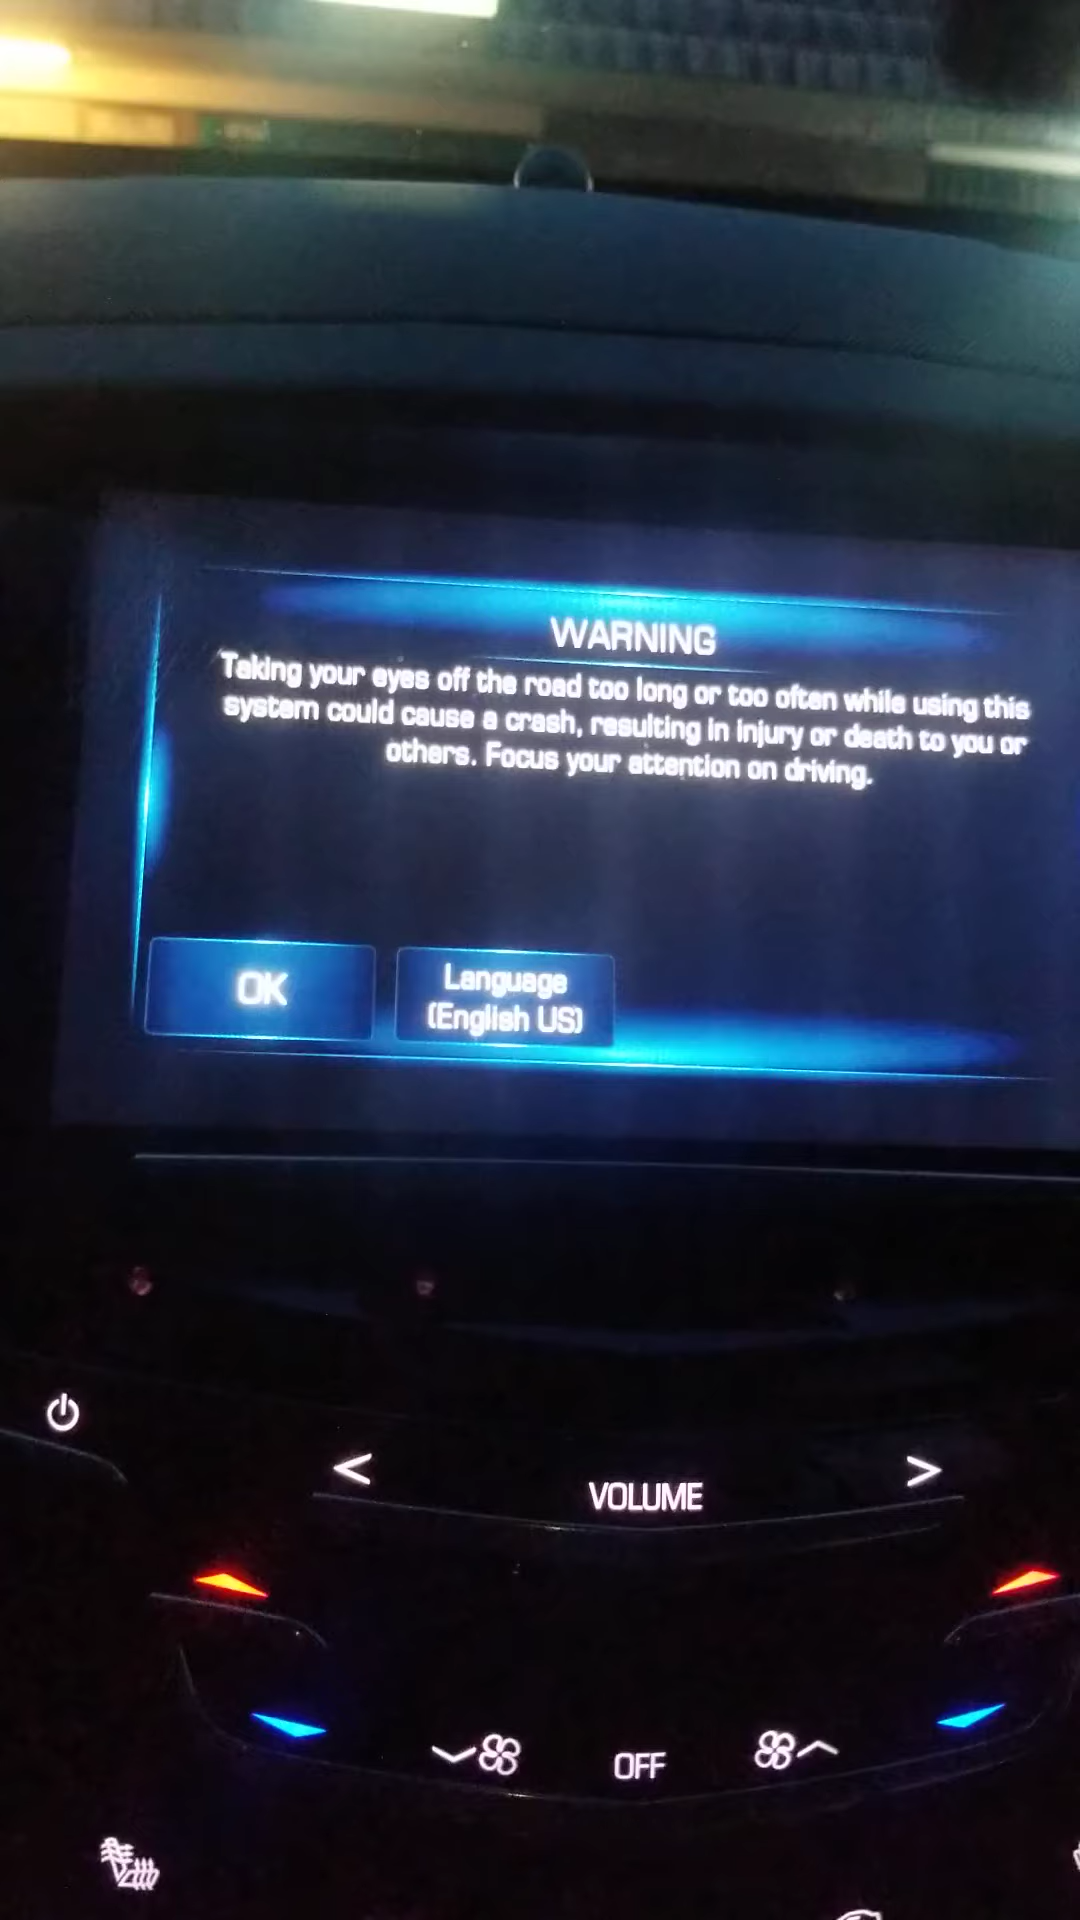 WARNING
Taking your eyes off the road too long or too often while using this
system could cause a crash, resulting in injury or death to you or
others. Focus your attention on driving.
OK
Language
(English US)
<
VOLUME
>
OFF